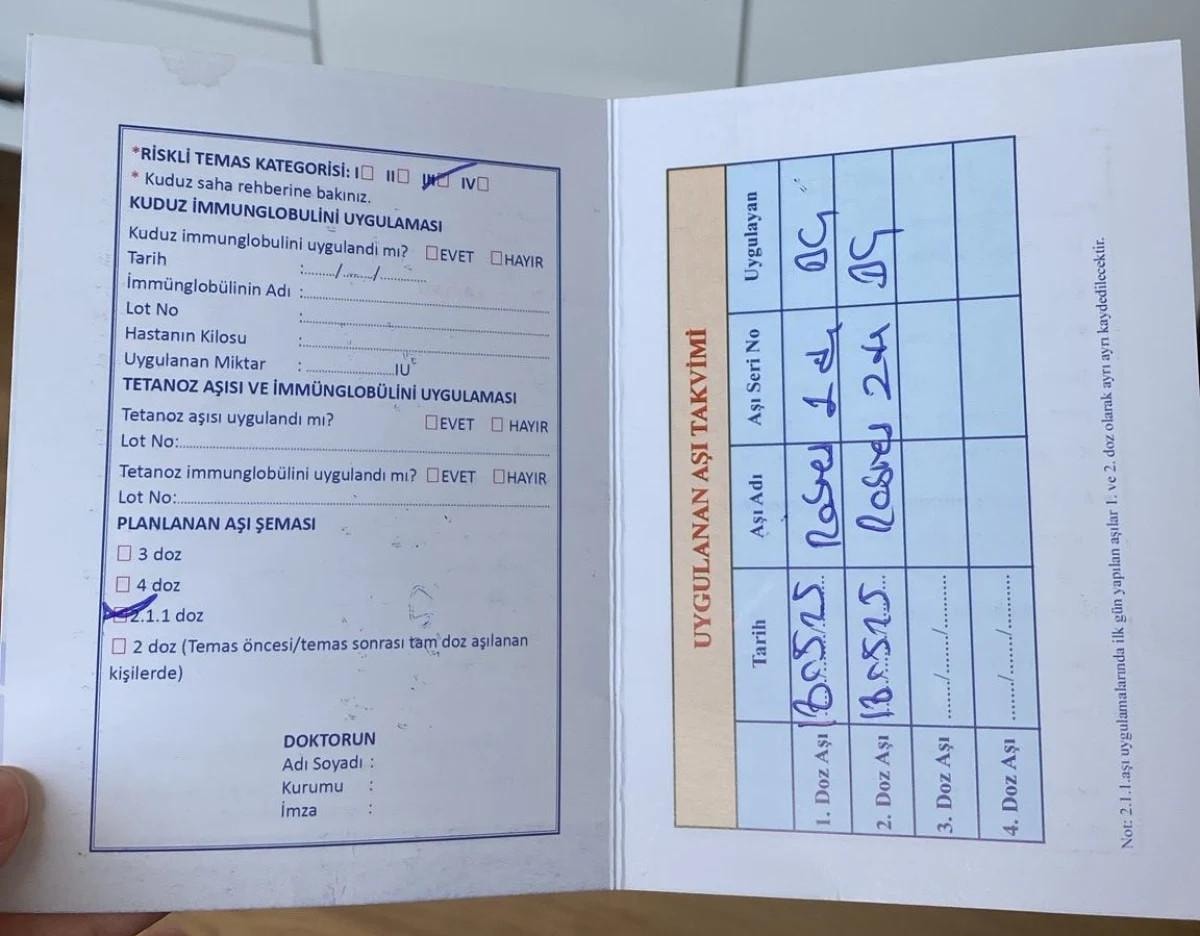 *RİSKLİ TEMAS KATEGORİSİ: I II III IV
* Kuduz saha rehberine bakınız.
KUDUZ İMMUNGLOBULİNİ UYGULAMASI
Kuduz immunglobulini uygulandı mı? EVET HAYIR
Tarih :......../......../...........
İmmünglobülinin Adı :
Lot No :
Hastanın Kilosu :
Uygulanan Miktar : IU
TETANOZ AŞISI VE İMMÜNGLOBÜLİNİ UYGULAMASI
Tetanoz aşısı uygulandı mı? EVET HAYIR
Lot No:
Tetanoz immunglobülini uygulandı mı? EVET HAYIR
Lot No:
PLANLANAN AŞI ŞEMASI
3 doz
4 doz
2.1.1 doz
2 doz (Temas öncesi/temas sonrası tam doz aşılanan
kişilerde)
DOKTORUN
Adı Soyadı :
Kurumu :
İmza :
UYGULANAN AŞI TAKVİMİ
Tarih Aşı Adı Aşı Seri No Uygulayan
1. Doz Aşı
2. Doz Aşı
3. Doz Aşı ......./......./..........
4. Doz Aşı ......./......./..........
Not: 2.1.1.aşı uygulamalarında ilk gün yapılan aşılar 1. ve 2. doz olarak ayrı ayrı kaydedilecektir.